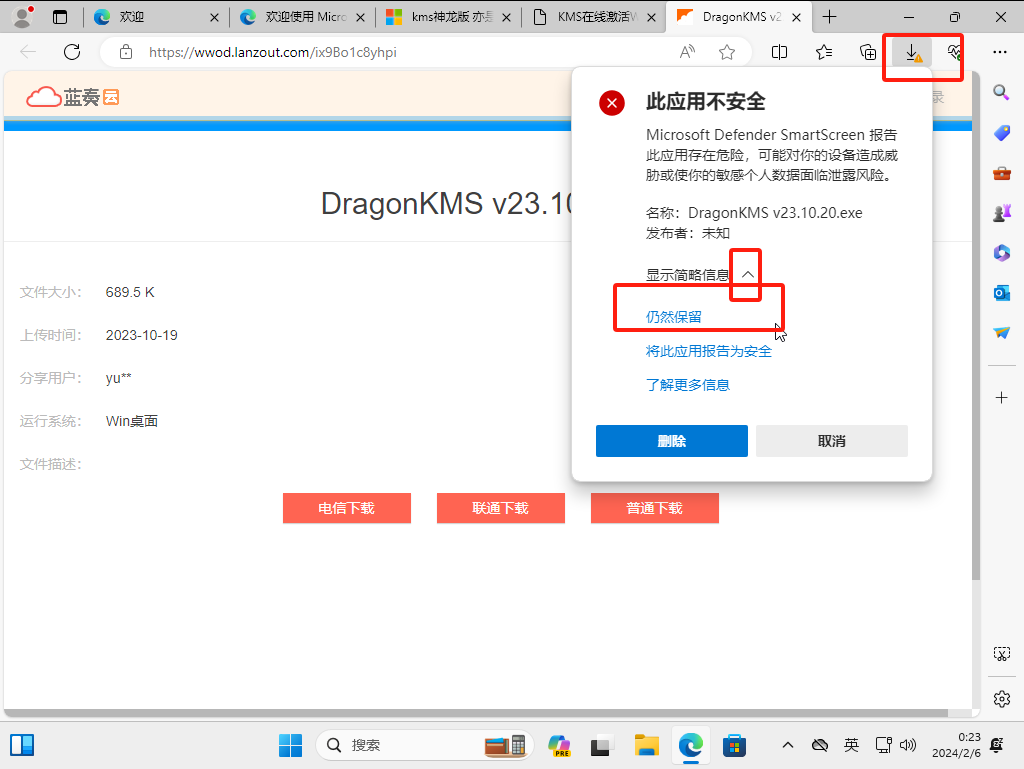 欢迎
欢迎使用 Micro
kms神龙版 亦是
KMS在线激活W
DragonKMS v2
https://wwod.lanzout.com/ix9Bo1c8yhpi
蓝奏云
录
DragonKMS v23.10
文件大小: 689.5 K
上传时间: 2023-10-19
分享用户: yu**
运行系统: Win桌面
文件描述:
电信下载
联通下载
普通下载
此应用不安全
Microsoft Defender SmartScreen 报告
此应用存在危险，可能对你的设备造成威
胁或使你的敏感个人数据面临泄露风险。
名称: DragonKMS v23.10.20.exe
发布者: 未知
显示简略信息
仍然保留
将此应用报告为安全
了解更多信息
删除
取消
搜索
PRE
英
0:23
2024/2/6